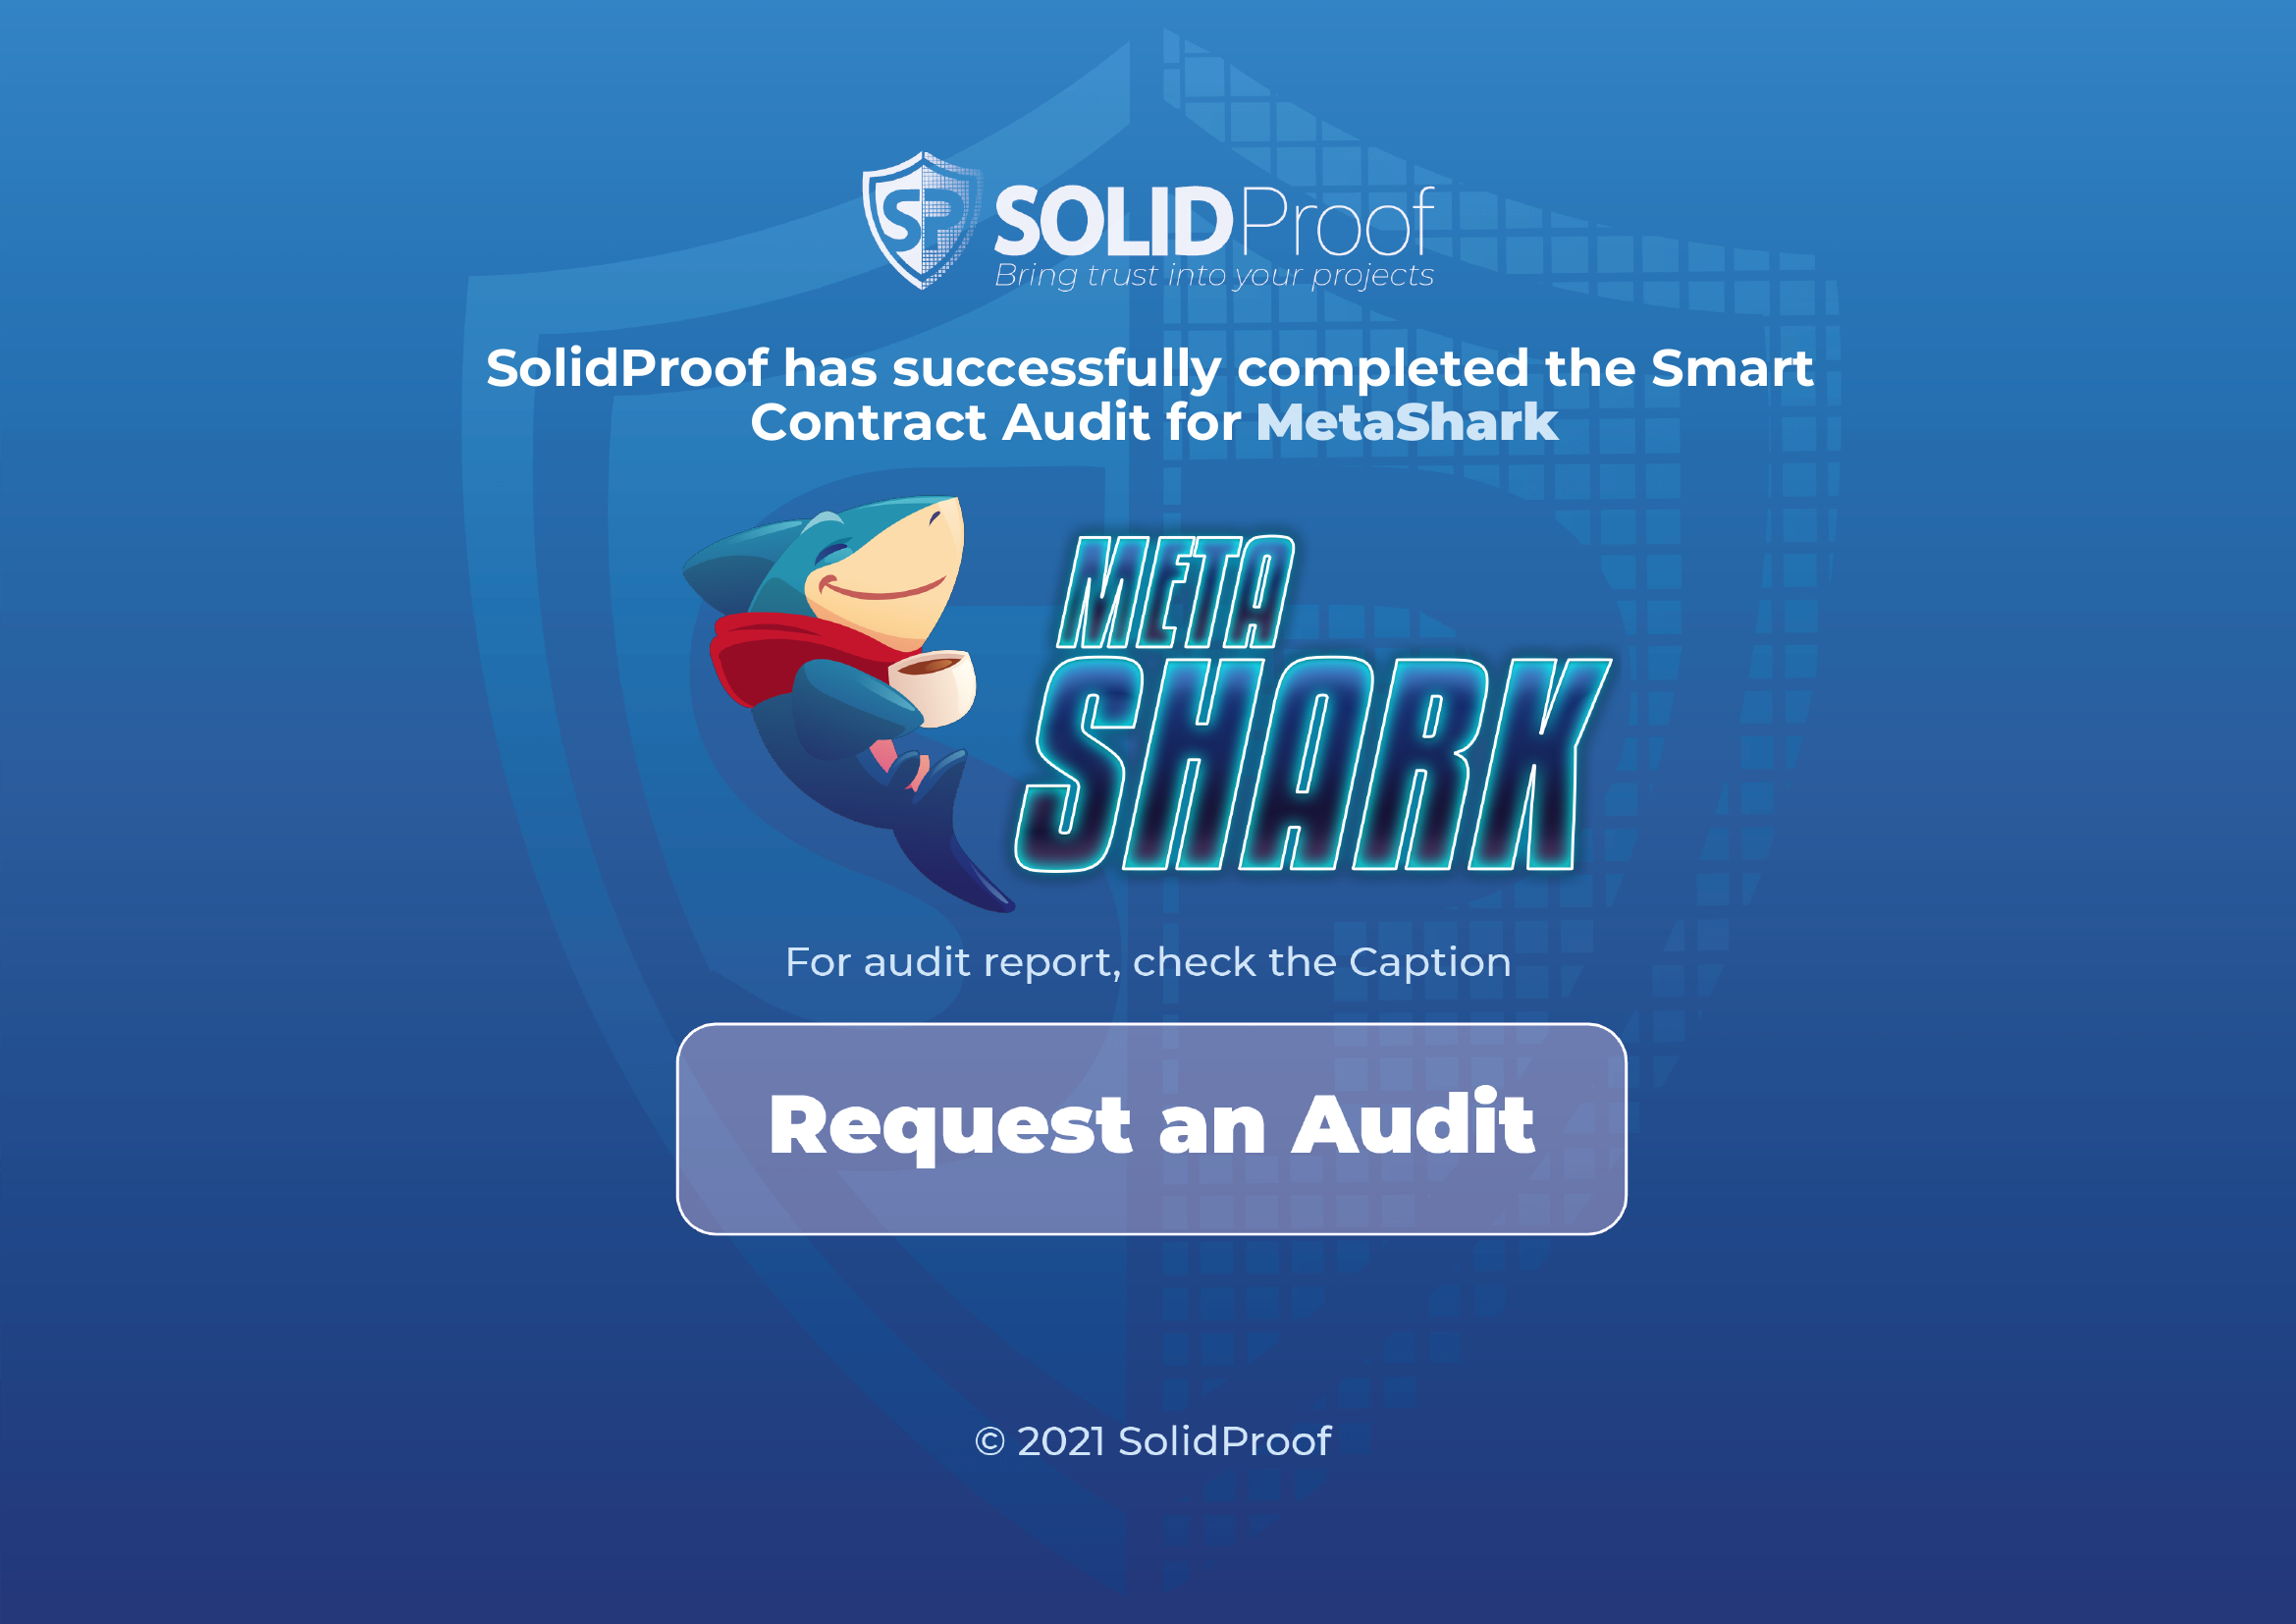 SP SOLIDProof
Bring trust into your projects
SolidProof has successfully completed the Smart
Contract Audit for MetaShark
META
SHARK
For audit report, check the Caption
Request an Audit
© 2021 SolidProof